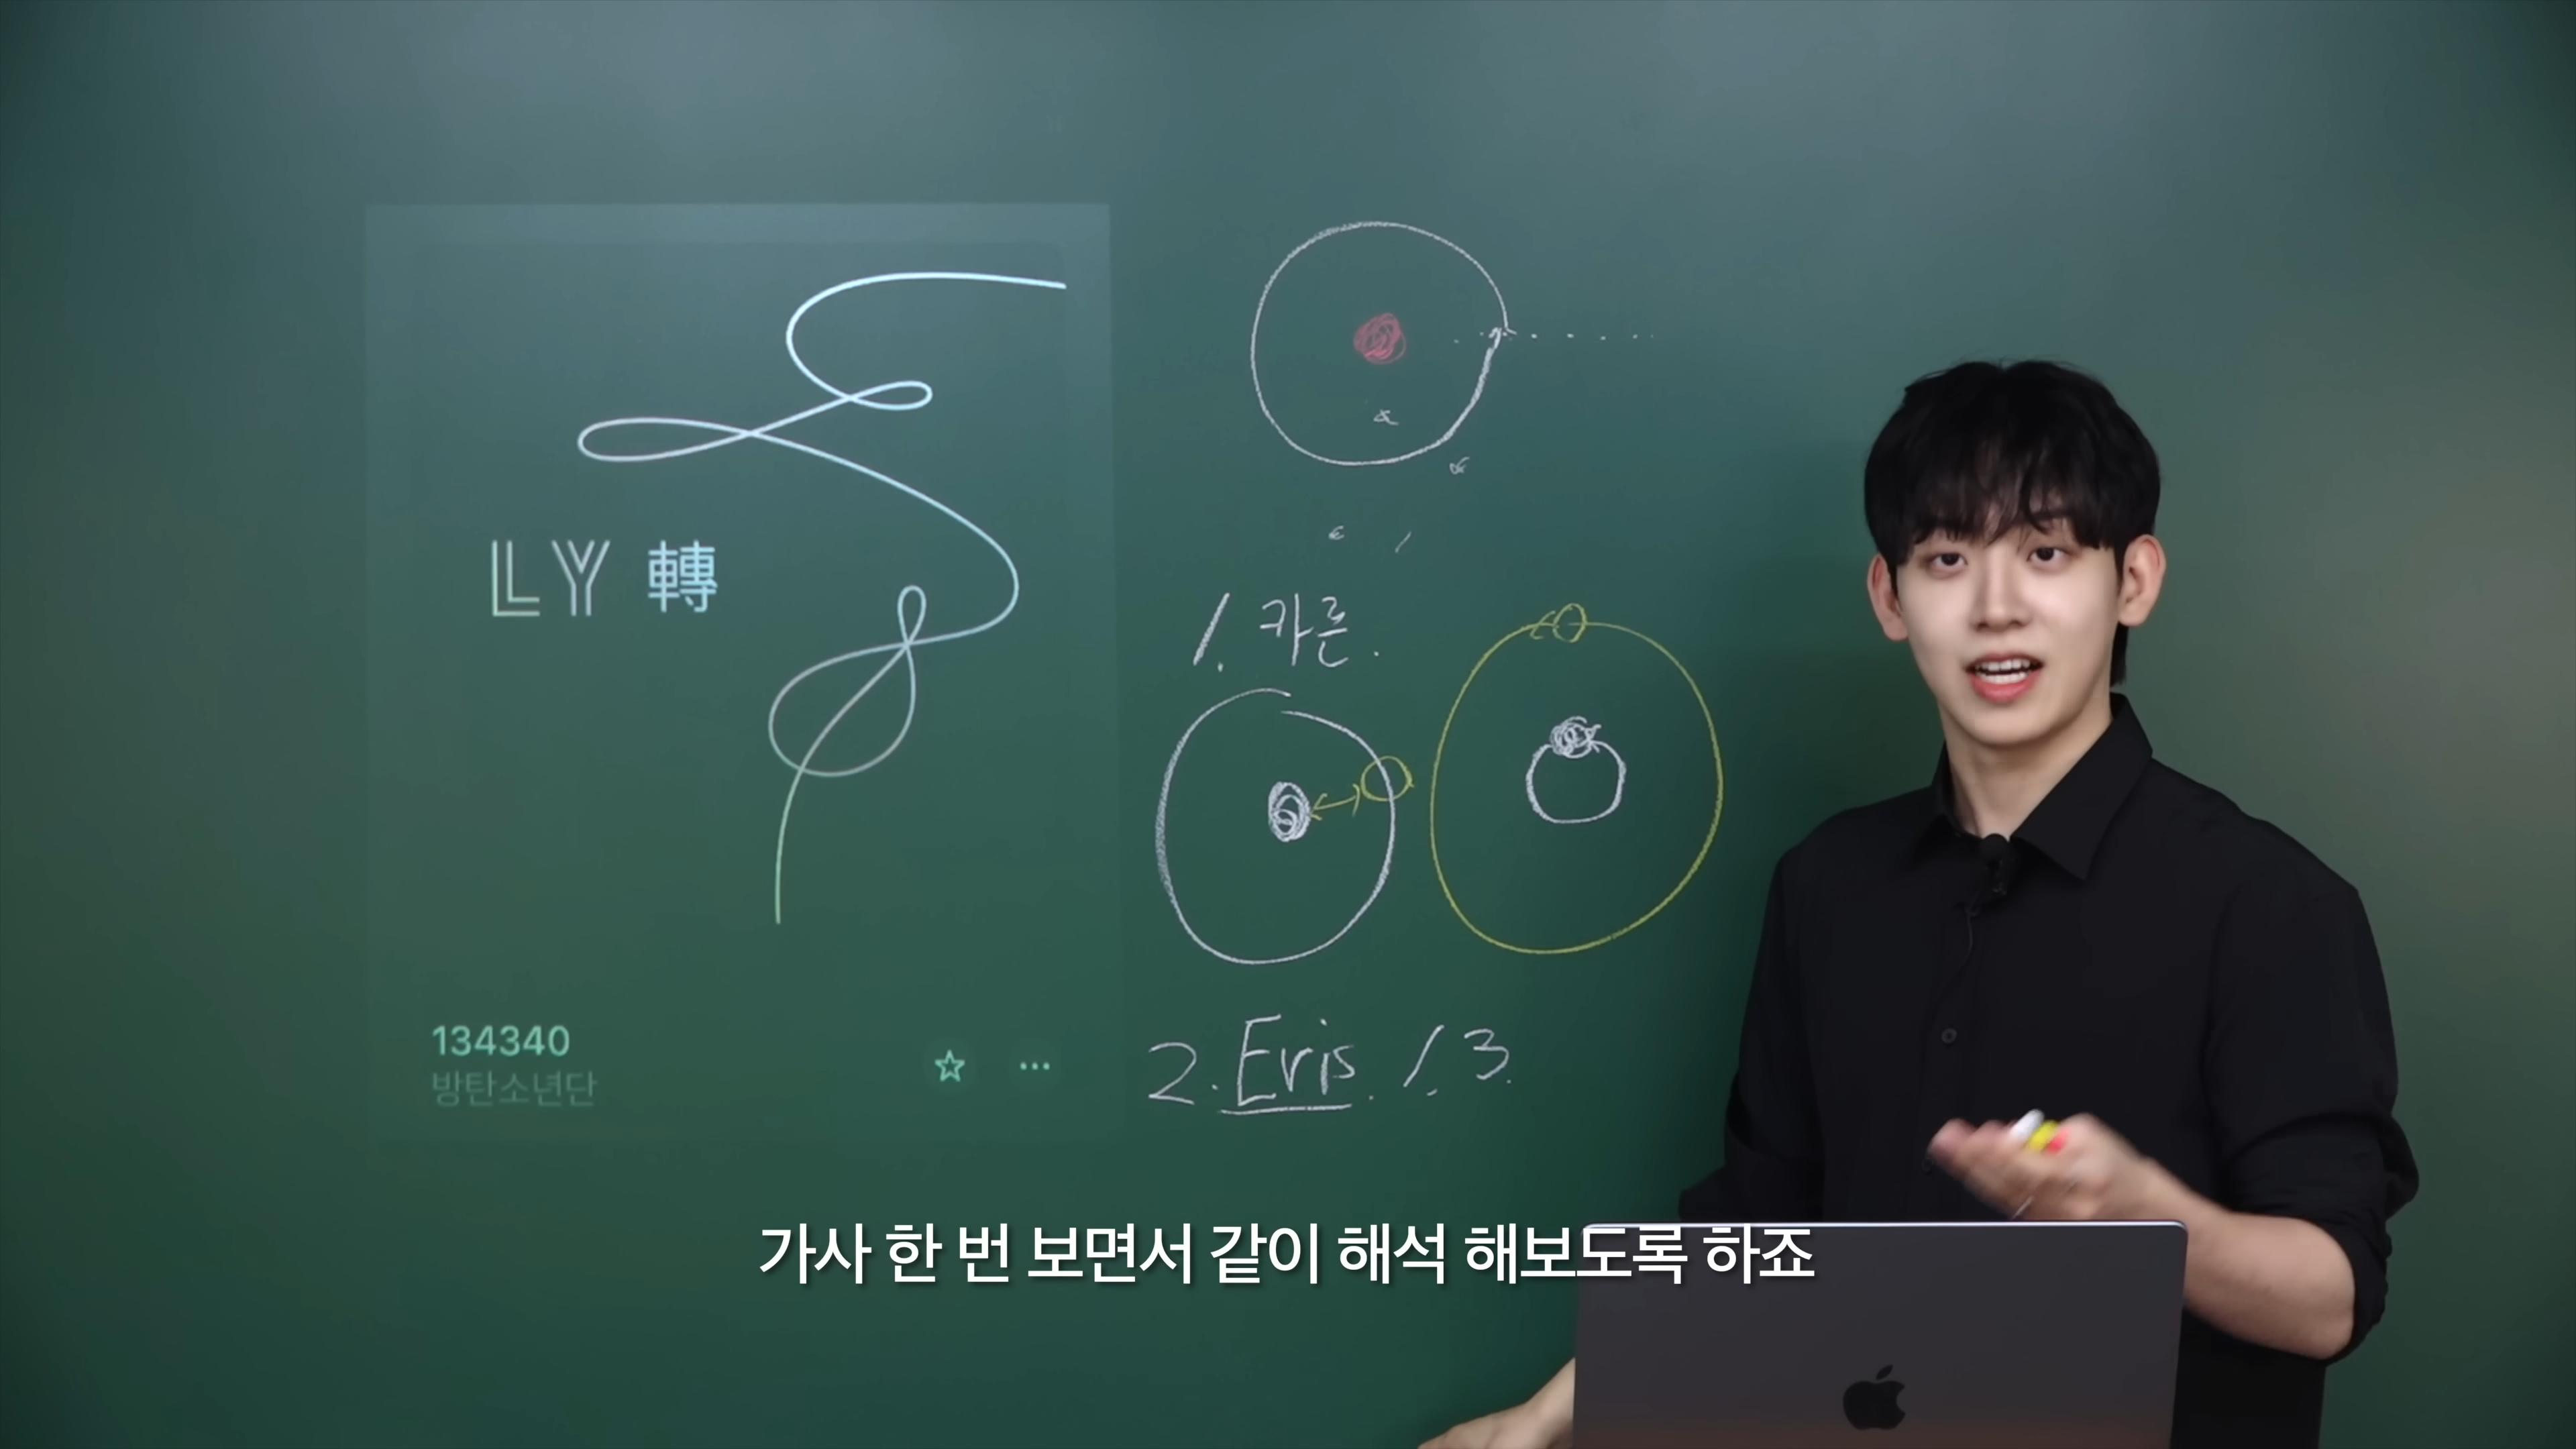 LY 轉
134340
방탄소년단
1. 카론.
2. Eris. 1.3
가사 한 번 보면서 같이 해석 해보도록 하죠